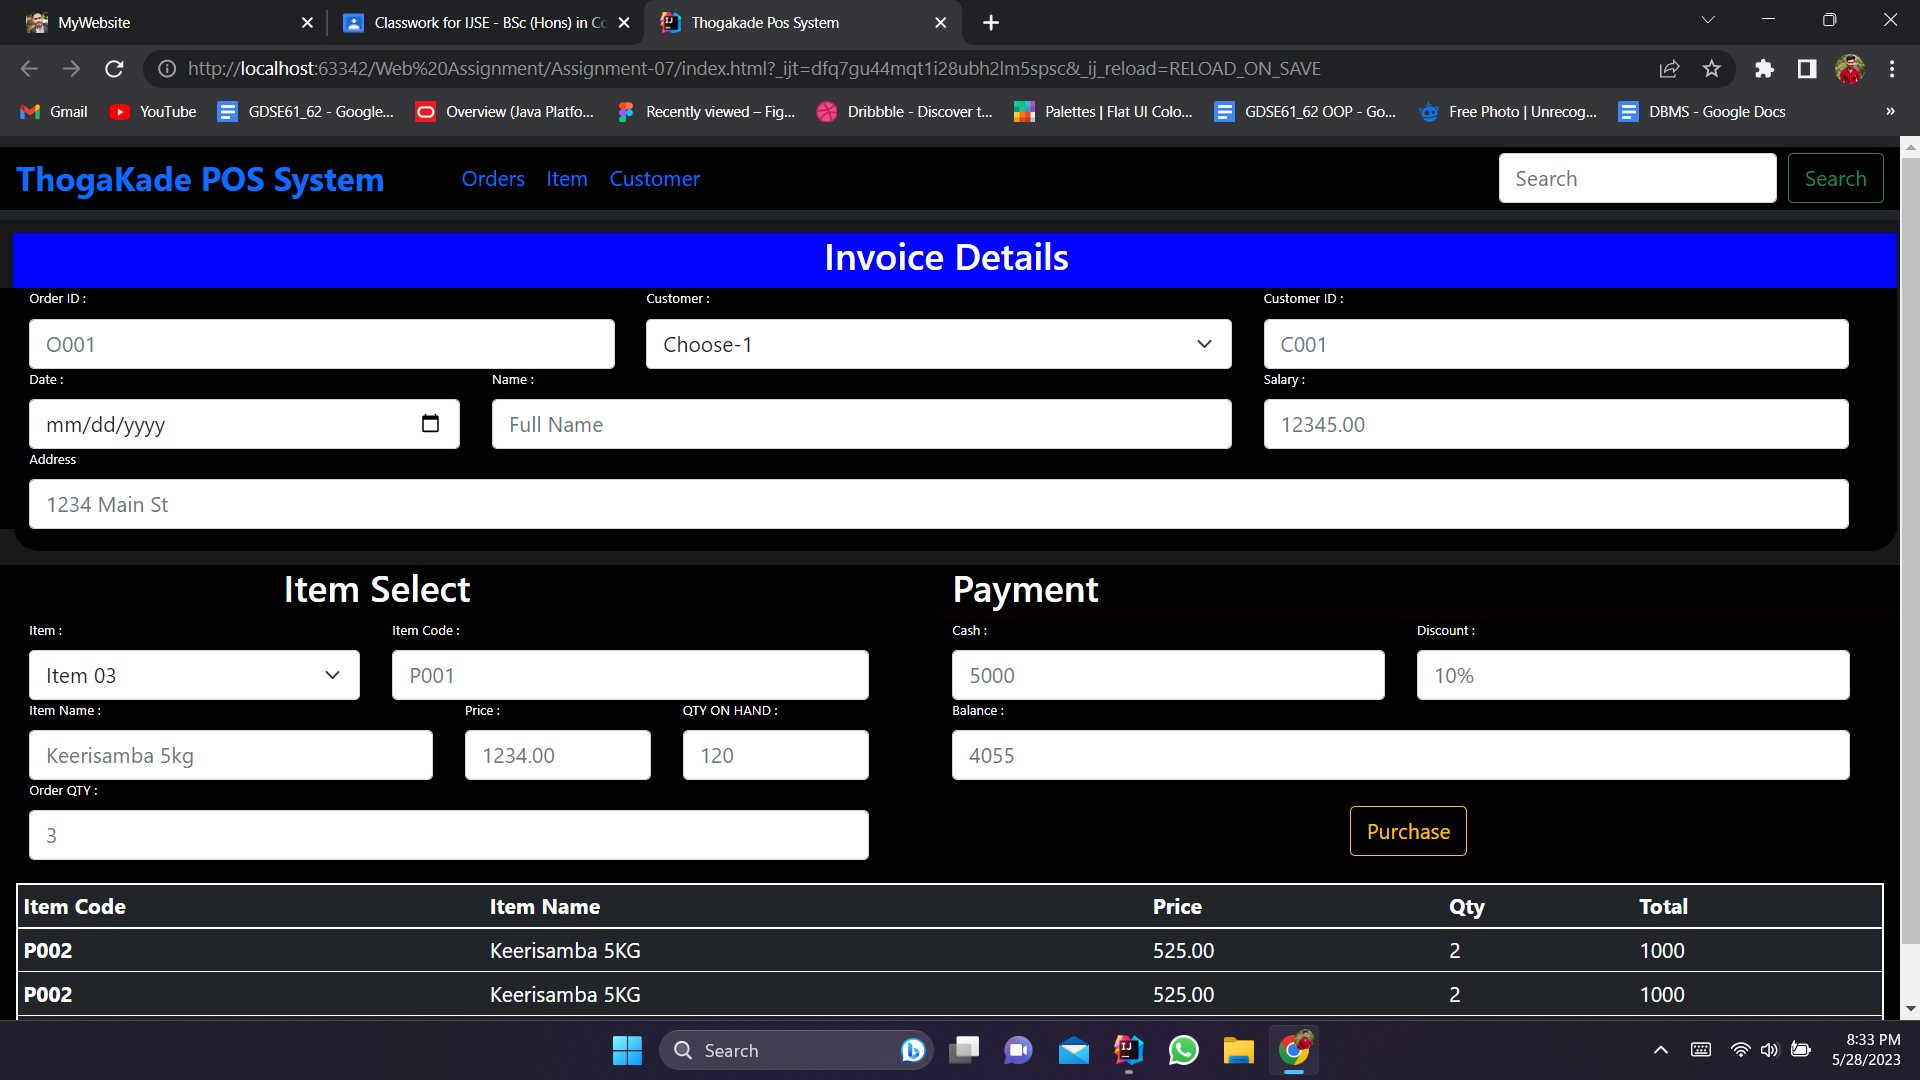 MyWebsite
Classwork for IJSE - BSc (Hons) in Co
Thogakade Pos System
http://localhost:63342/Web%20Assignment/Assignment-07/index.html?_ijt=dfq7gu44mqt1i28ubh2lm5spsc&_ij_reload=RELOAD_ON_SAVE
Gmail YouTube GDSE61_62 - Google... Overview (Java Platfo... Recently viewed – Fig... Dribbble - Discover t... Palettes | Flat UI Colo... GDSE61_62 OOP - Go... Free Photo | Unrecog... DBMS - Google Docs »
ThogaKade POS System Orders Item Customer Search Search
Invoice Details
Order ID : Customer : Customer ID :
O001 Choose-1 C001
Date : Name : Salary :
mm/dd/yyyy Full Name 12345.00
Address
1234 Main St
Item Select Payment
Item : Item Code : Cash : Discount :
Item 03 P001 5000 10%
Item Name : Price : QTY ON HAND : Balance :
Keerisamba 5kg 1234.00 120 4055
Order QTY :
3 Purchase
Item Code Item Name Price Qty Total
P002 Keerisamba 5KG 525.00 2 1000
P002 Keerisamba 5KG 525.00 2 1000
Search
8:33 PM
5/28/2023